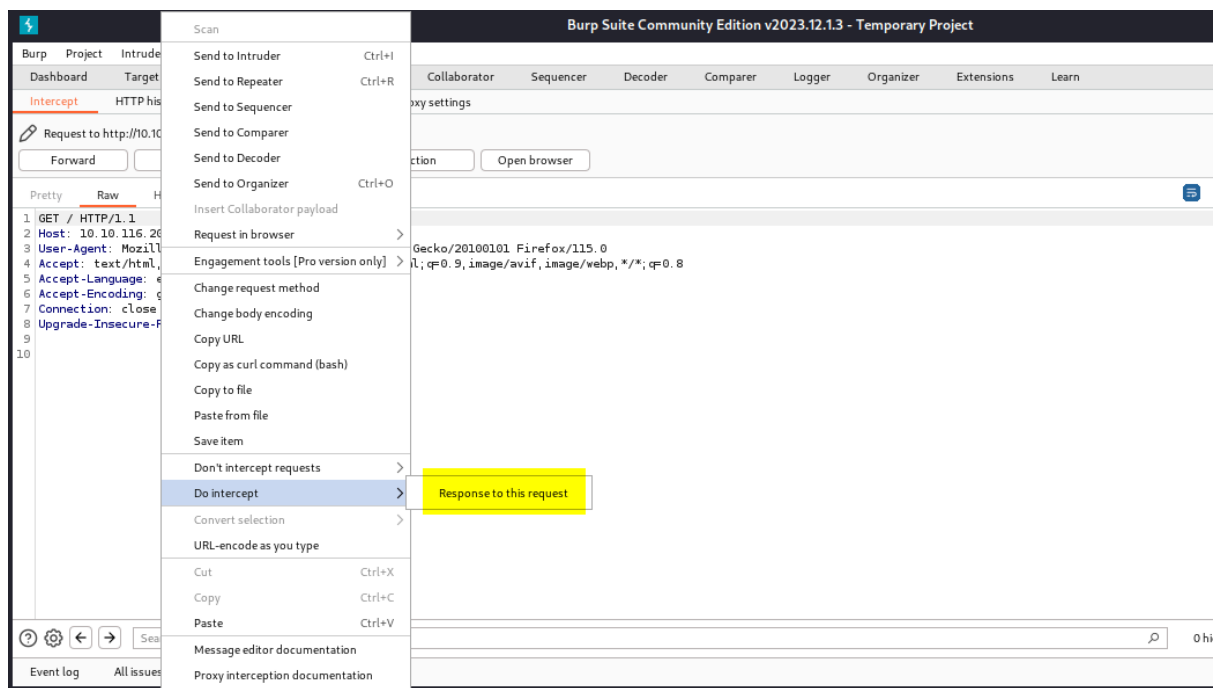 Burp Suite Community Edition v2023.12.1.3 - Temporary Project
Burp Project Intrude
Dashboard Target Collaborator Sequencer Decoder Comparer Logger Organizer Extensions Learn
Intercept HTTP his oxy settings
Request to http://10.10
Forward ction Open browser
Pretty Raw H
1 GET / HTTP/1.1
2 Host: 10.10.116.20
3 User-Agent: Mozill Gecko/20100101 Firefox/115.0
4 Accept: text/html, l;q=0.9,image/avif,image/webp,*/*;q=0.8
5 Accept-Language: e
6 Accept-Encoding: g
7 Connection: close
8 Upgrade-Insecure-R
9
10
Scan
Send to Intruder Ctrl+I
Send to Repeater Ctrl+R
Send to Sequencer
Send to Comparer
Send to Decoder
Send to Organizer Ctrl+O
Insert Collaborator payload
Request in browser
Engagement tools [Pro version only]
Change request method
Change body encoding
Copy URL
Copy as curl command (bash)
Copy to file
Paste from file
Save item
Don't intercept requests
Do intercept
Response to this request
Convert selection
URL-encode as you type
Cut Ctrl+X
Copy Ctrl+C
Paste Ctrl+V
Message editor documentation
Proxy interception documentation
Sea 0 hi
Event log All issues